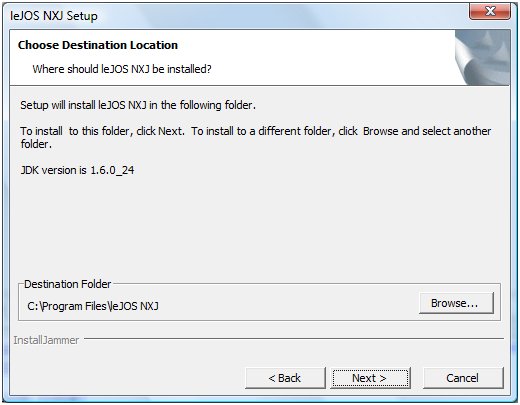 leJOS NXJ Setup
Choose Destination Location
Where should leJOS NXJ be installed?
Setup will install leJOS NXJ in the following folder.
To install  to this folder, click Next.  To install to a different folder, click  Browse and select another
folder.
JDK version is 1.6.0_24
Destination Folder
C:\Program Files\leJOS NXJ
Browse...
InstallJammer
< Back
Next >
Cancel